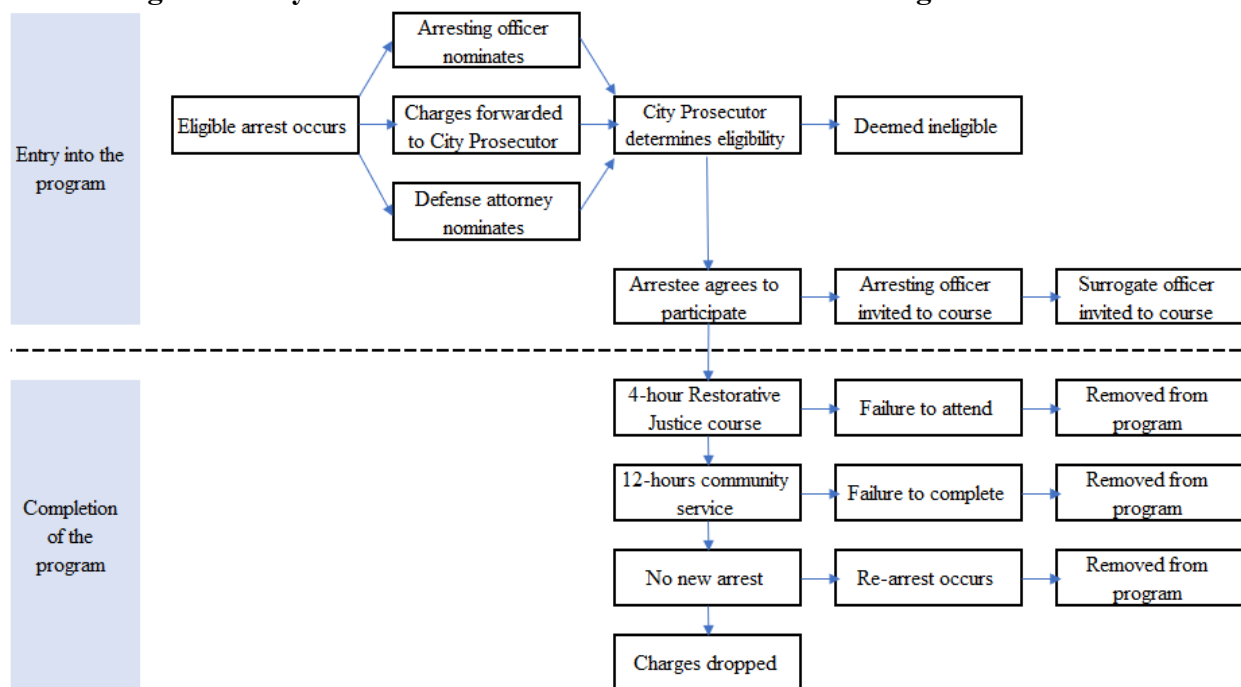 Arresting officer
nominates
Eligible arrest occurs
Charges forwarded
to City Prosecutor
City Prosecutor
determines eligibility
Deemed ineligible
Entry into the
program
Defense attorney
nominates
Arrestee agrees to
participate
Arresting officer
invited to course
Surrogate officer
invited to course
4-hour Restorative
Justice course
Failure to attend
Removed from
program
12-hours community
service
Failure to complete
Removed from
program
Completion
of the
program
No new arrest
Re-arrest occurs
Removed from
program
Charges dropped